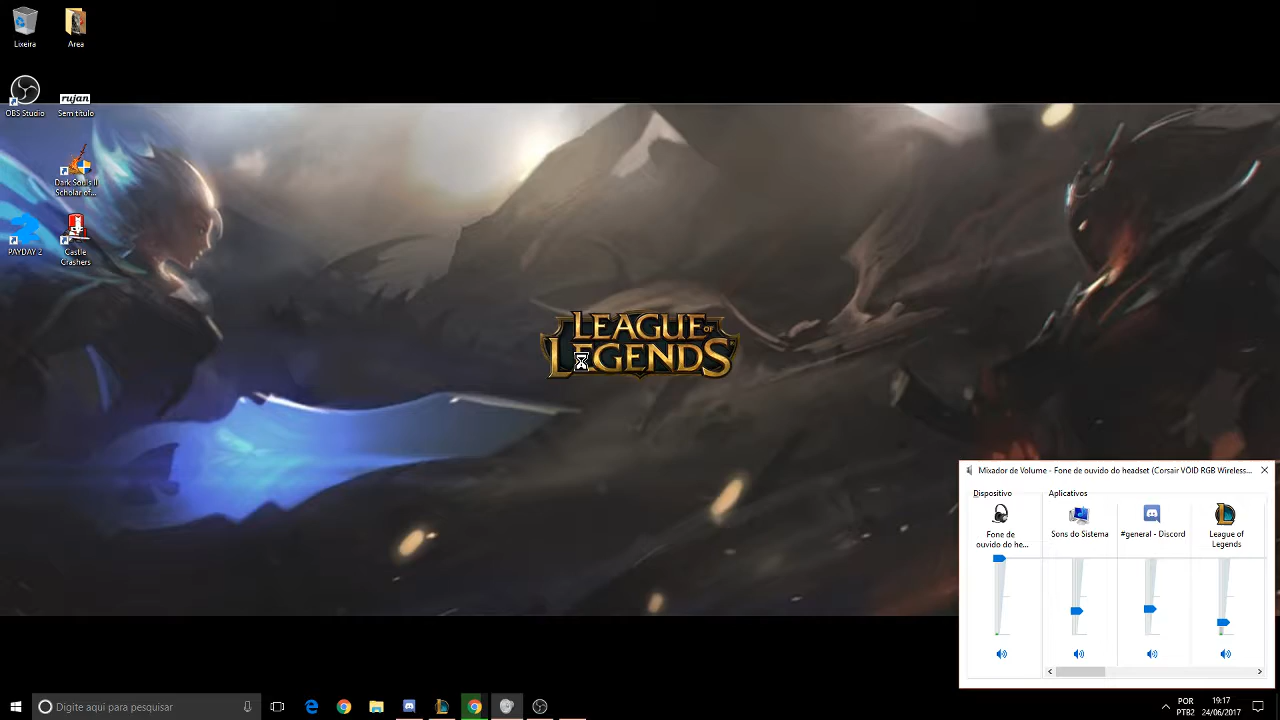 Lixeira
Area
OBS Studio
rujan
Sem título
Dark Souls II
Scholar of...
PAYDAY 2
Castle
Crashers
LEAGUE OF
LEGENDS
Mixador de Volume - Fone de ouvido do headset (Corsair VOID RGB Wireless...
Dispositivo
Aplicativos
Fone de
ouvido do he...
Sons do Sistema
#general - Discord
League of
Legends
Digite aqui para pesquisar
POR
PTB2
19:17
24/06/2017